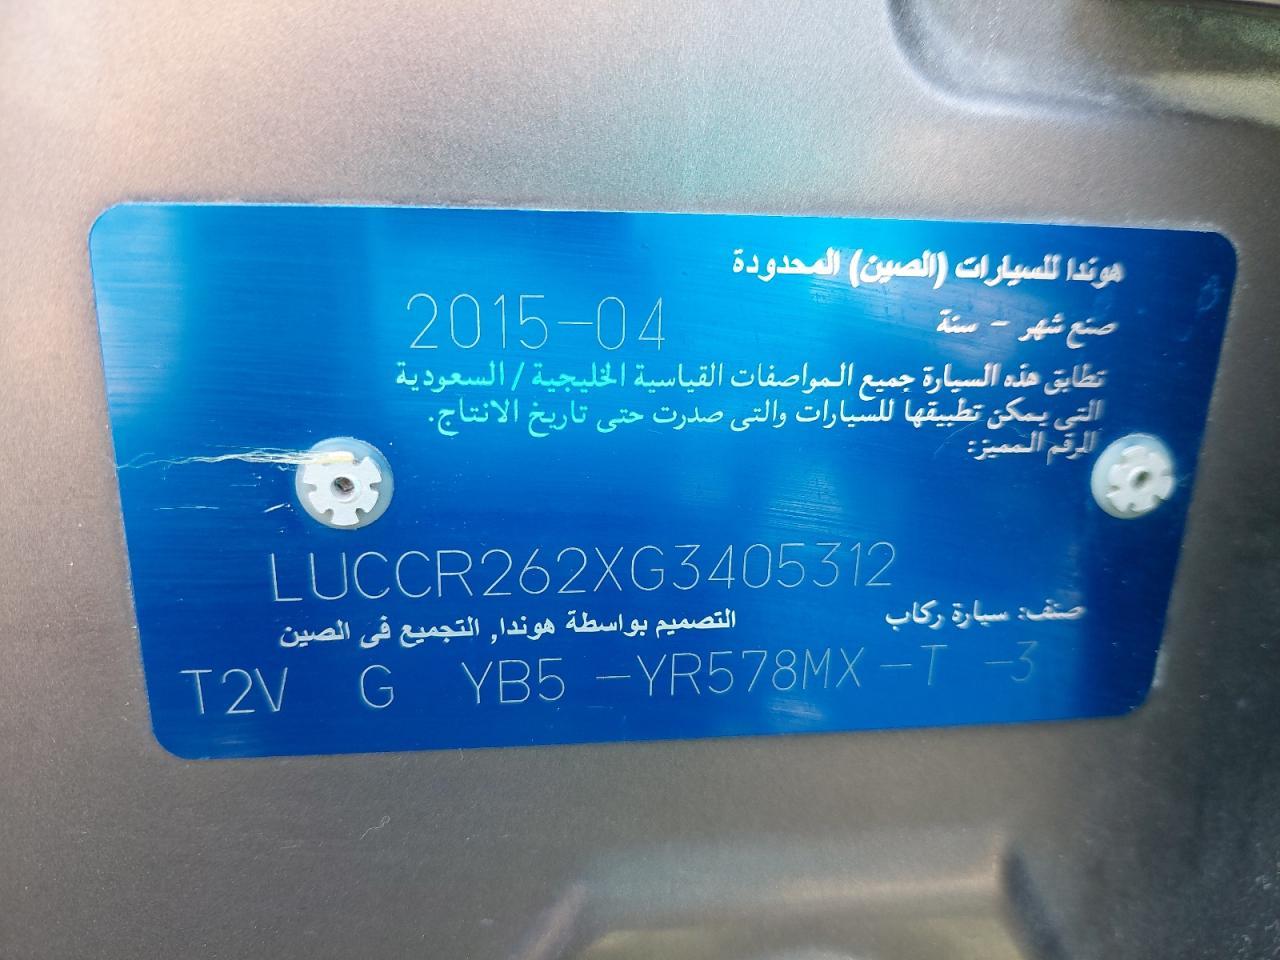 هوندا للسيارات (الصين) المحدودة
صنع شهر - سنة 2015-04
تطابق هذه السيارة جميع المواصفات القياسية الخليجية / السعودية
التى يمكن تطبيقها للسيارات والتى صدرت حتى تاريخ الانتاج.
الرقم المميز:
LUCCR262XG3405312
صنف: سيارة ركاب التصميم بواسطة هوندا, التجميع فى الصين
T2V G YB5 -YR578MX-T -3